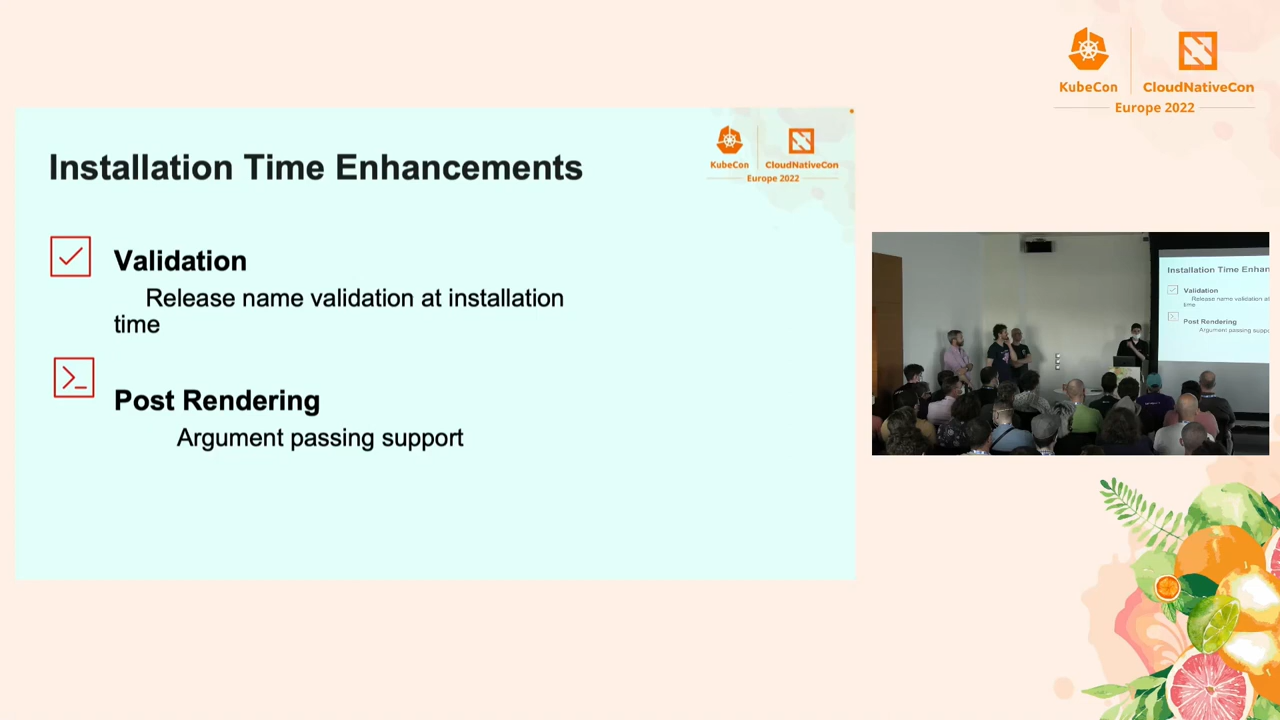 KubeCon
CloudNativeCon
Europe 2022
Installation Time Enhancements
KubeCon
CloudNativeCon
Europe 2022
Validation
Release name validation at installation
time
Post Rendering
Argument passing support
Installation Time Enhan
Validation
Release name validation at
time
Post Rendering
Argument passing suppo